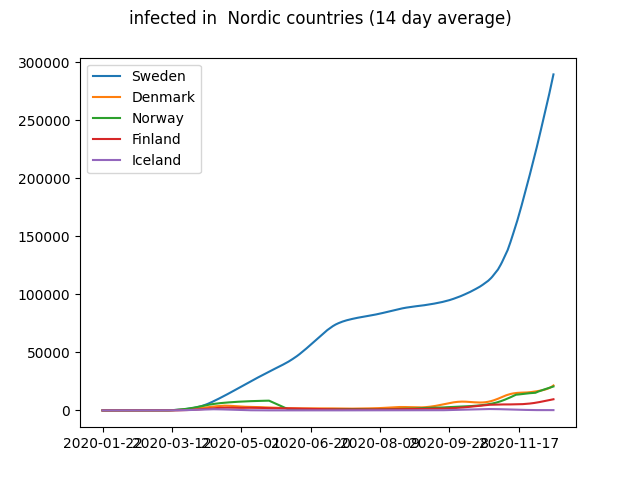 infected in  Nordic countries (14 day average)
300000
250000
200000
150000
100000
50000
0
Sweden
Denmark
Norway
Finland
Iceland
2020-01-22 2020-03-12 2020-05-01 2020-06-20 2020-08-09 2020-09-28 2020-11-17